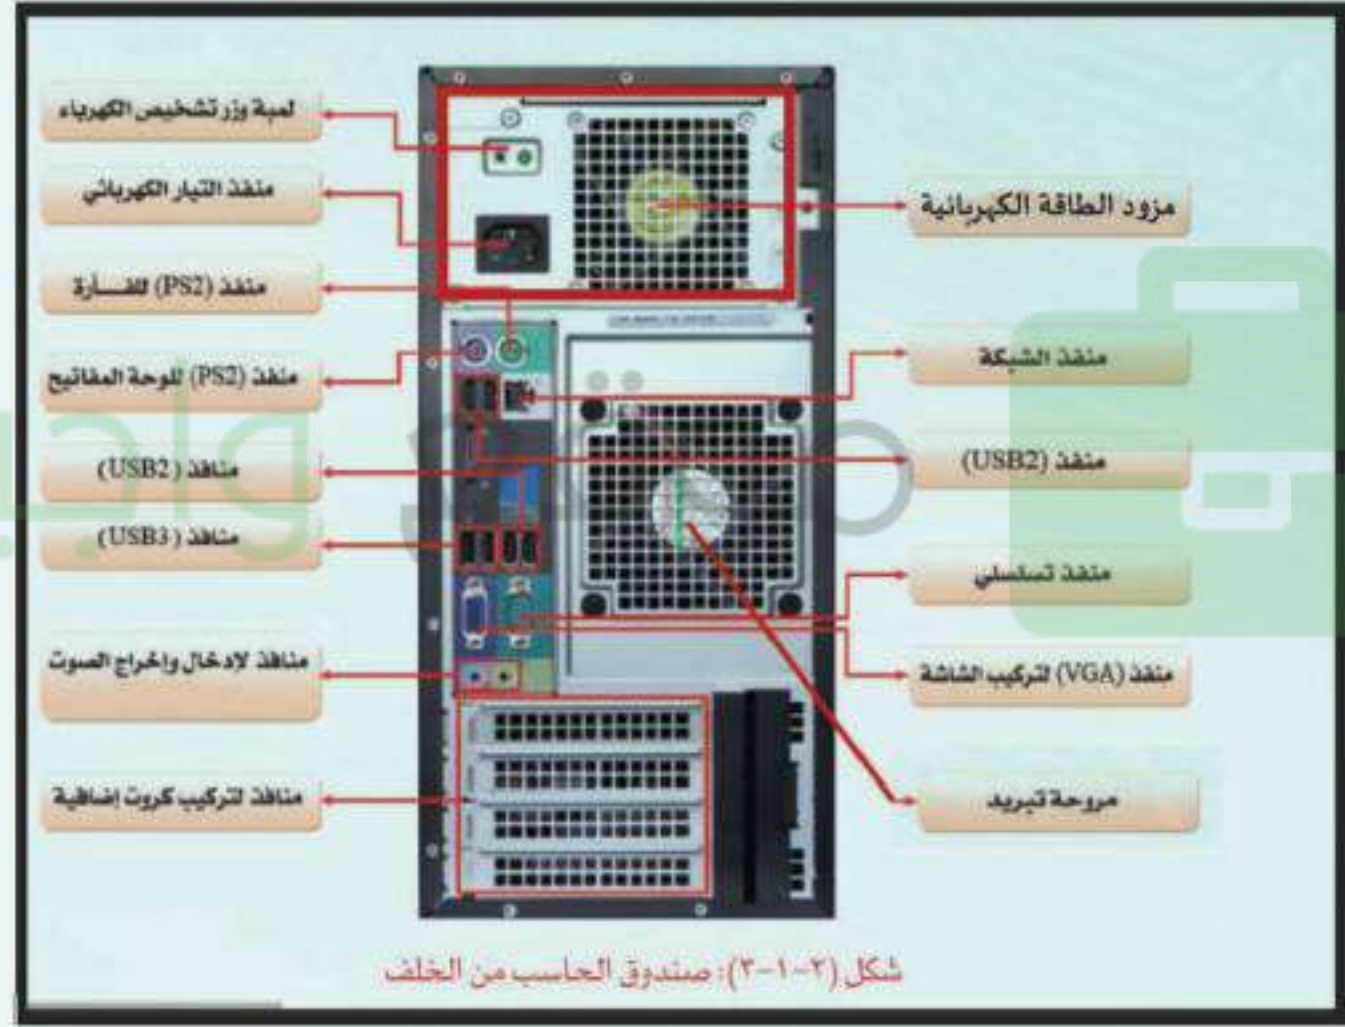 مزود الطاقة الكهربائية
منفذ الشبكة
منفذ (USB2)
منفذ تسلسلي
منفذ (VGA) لتركيب الشاشة
مروحة تبريد
لمبة وزر تشخيص الكهرباء
منفذ التيار الكهربائي
منفذ (PS2) للفــأرة
منفذ (PS2) للوحة المفاتيح
منافذ (USB2)
منافذ (USB3)
منافذ لادخال وإخراج الصوت
منافذ لتركيب كروت إضافية
شكل (٢-١-٣): صندوق الحاسب من الخلف